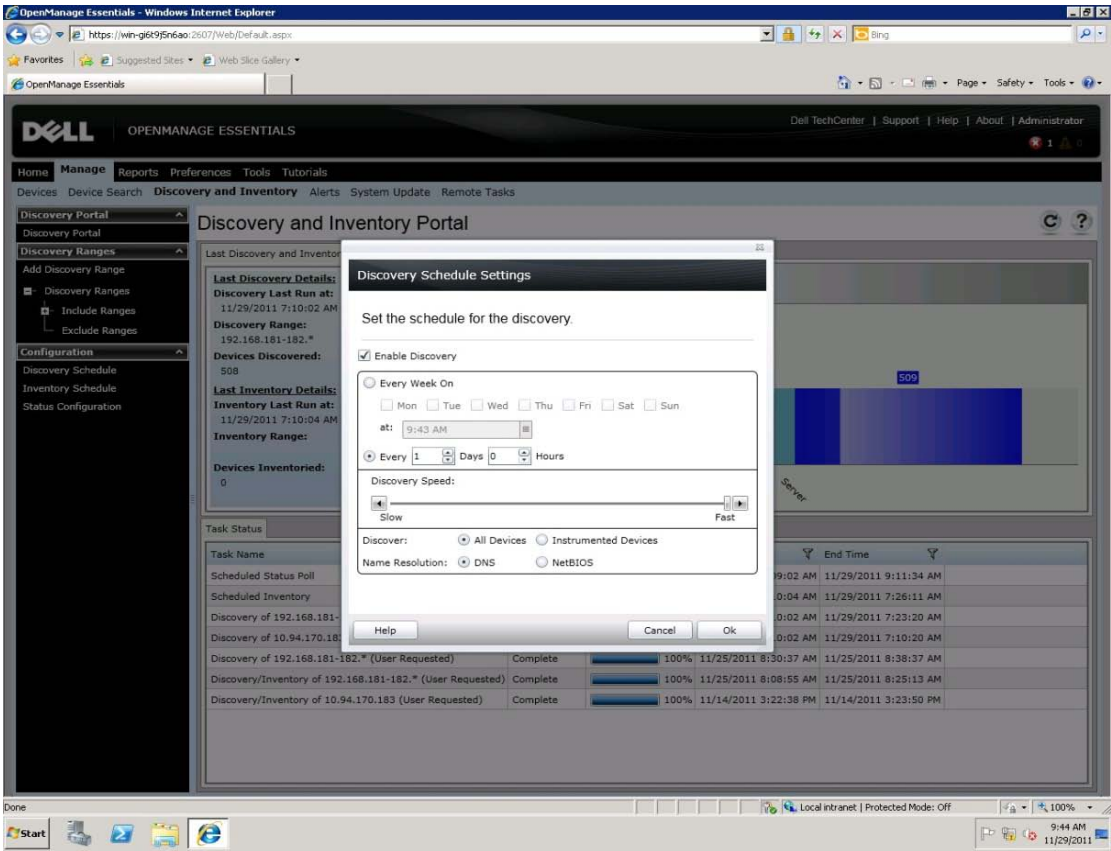 OpenManage Essentials - Windows Internet Explorer
https://win-gi6t9j5n6ao:2607/Web/Default.aspx
Bing
Favorites Suggested Sites Web Slice Gallery
OpenManage Essentials
Page Safety Tools
DELL OPENMANAGE ESSENTIALS
Dell TechCenter | Support | Help | About | Administrator
1 0
Home Manage Reports Preferences Tools Tutorials
Devices Device Search Discovery and Inventory Alerts System Update Remote Tasks
Discovery Portal
Discovery Portal
Discovery Ranges
Add Discovery Range
Discovery Ranges
Include Ranges
Exclude Ranges
Configuration
Discovery Schedule
Inventory Schedule
Status Configuration
Discovery and Inventory Portal
Last Discovery and Inventor
Last Discovery Details:
Discovery Last Run at:
11/29/2011 7:10:02 AM
Discovery Range:
192.168.181-182.*
Devices Discovered:
508
Last Inventory Details:
Inventory Last Run at:
11/29/2011 7:10:04 AM
Inventory Range:
Devices Inventoried:
0
509
Server
Discovery Schedule Settings
Set the schedule for the discovery.
Enable Discovery
Every Week On
Mon Tue Wed Thu Fri Sat Sun
at: 9:43 AM
Every 1 Days 0 Hours
Discovery Speed:
Slow Fast
Discover: All Devices Instrumented Devices
Name Resolution: DNS NetBIOS
Help Cancel Ok
Task Status
Task Name End Time
Scheduled Status Poll 9:02 AM 11/29/2011 9:11:34 AM
Scheduled Inventory 0:04 AM 11/29/2011 7:26:11 AM
Discovery of 192.168.181- 0:02 AM 11/29/2011 7:23:20 AM
Discovery of 10.94.170.18 0:02 AM 11/29/2011 7:10:20 AM
Discovery of 192.168.181-182.* (User Requested) Complete 100% 11/25/2011 8:30:37 AM 11/25/2011 8:38:37 AM
Discovery/Inventory of 192.168.181-182.* (User Requested) Complete 100% 11/25/2011 8:08:55 AM 11/25/2011 8:25:13 AM
Discovery/Inventory of 10.94.170.183 (User Requested) Complete 100% 11/14/2011 3:22:38 PM 11/14/2011 3:23:50 PM
Done
Local intranet | Protected Mode: Off
100%
Start
9:44 AM
11/29/2011